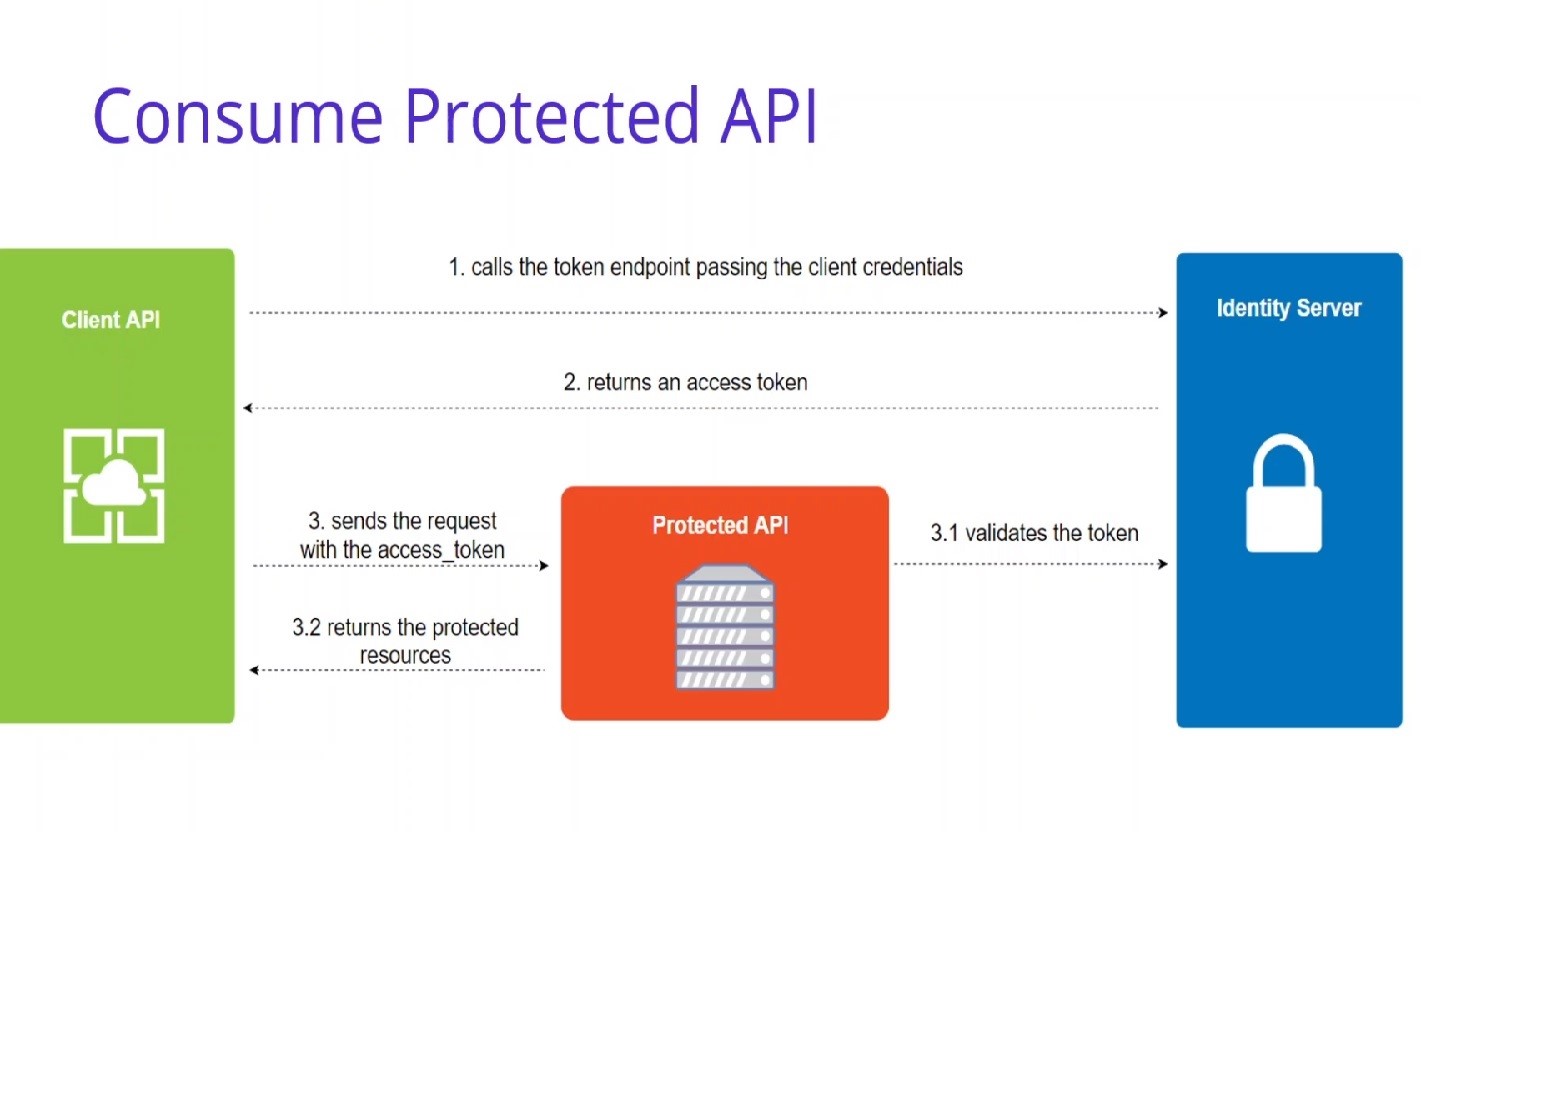 Consume Protected API
1. calls the token endpoint passing the client credentials
Client API
Identity Server
2. returns an access token
3. sends the request
with the access_token
Protected API
3.1 validates the token
3.2 returns the protected
resources